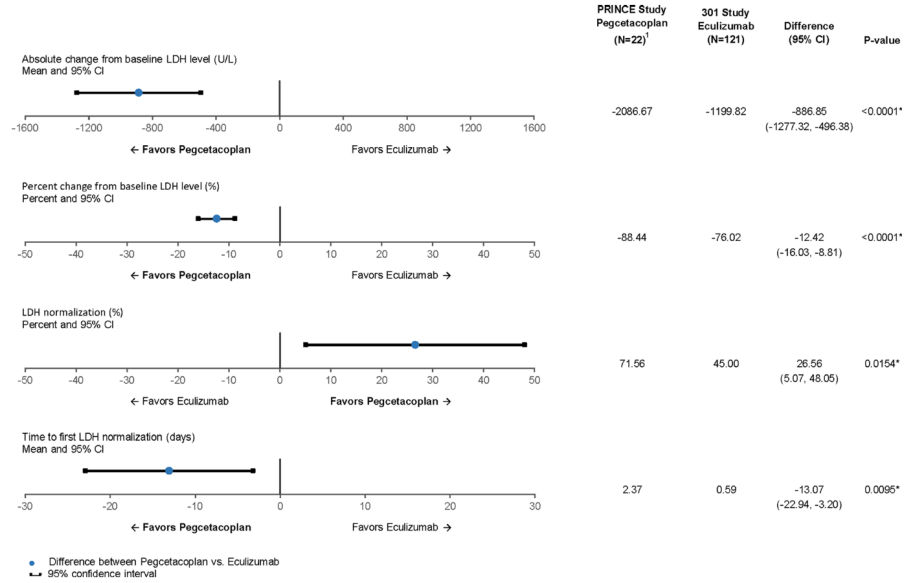 PRINCE Study
Pegcetacoplan
(N=22)¹
301 Study
Eculizumab
(N=121)
Difference
(95% CI)
P-value
Absolute change from baseline LDH level (U/L)
Mean and 95% CI
-1600 -1200 -800 -400 0 400 800 1200 1600
← Favors Pegcetacoplan Favors Eculizumab →
-2086.67 -1199.82 -886.85 <0.0001*
(-1277.32, -496.38)
Percent change from baseline LDH level (%)
Percent and 95% CI
-50 -40 -30 -20 -10 0 10 20 30 40 50
← Favors Pegcetacoplan Favors Eculizumab →
-88.44 -76.02 -12.42 <0.0001*
(-16.03, -8.81)
LDH normalization (%)
Percent and 95% CI
-50 -40 -30 -20 -10 0 10 20 30 40 50
← Favors Eculizumab Favors Pegcetacoplan →
71.56 45.00 26.56 0.0154*
(5.07, 48.05)
Time to first LDH normalization (days)
Mean and 95% CI
-30 -20 -10 0 10 20 30
← Favors Pegcetacoplan Favors Eculizumab →
2.37 0.59 -13.07 0.0095*
(-22.94, -3.20)
Difference between Pegcetacoplan vs. Eculizumab
95% confidence interval